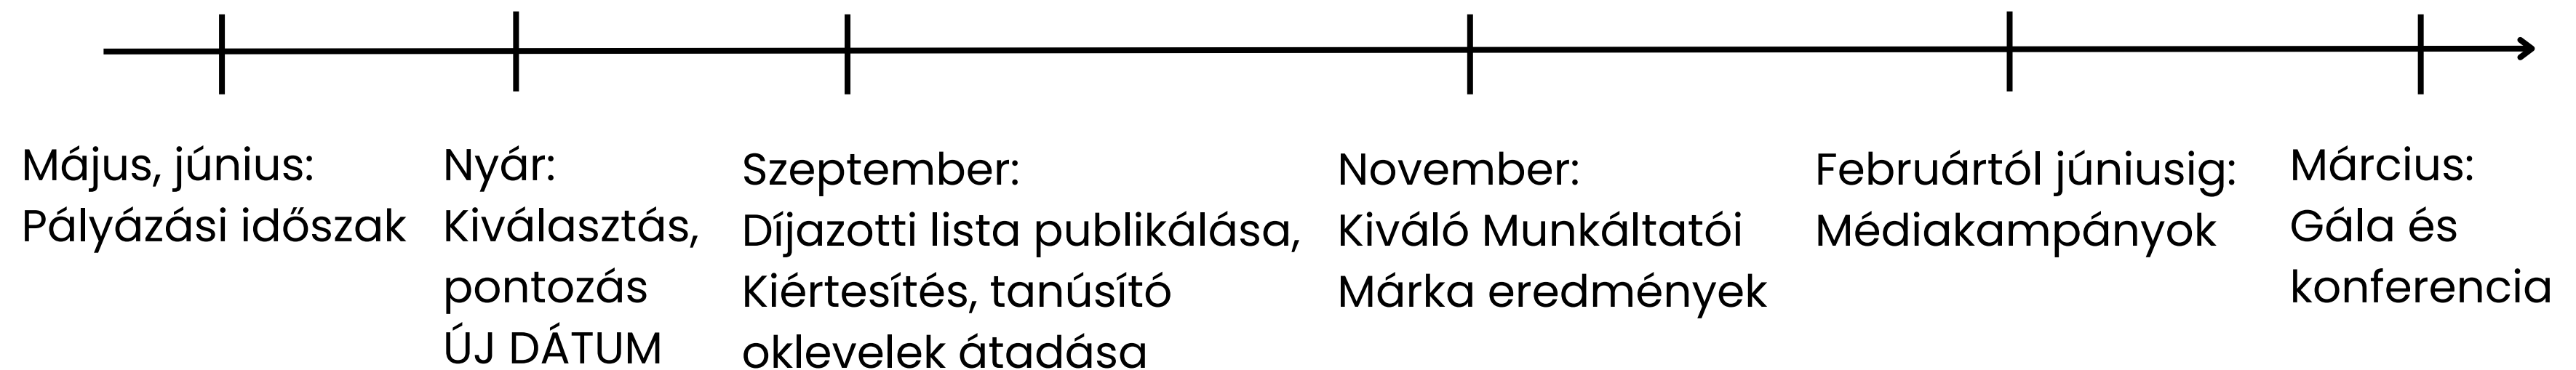 Május, június:
Pályázási időszak
Nyár:
Kiválasztás,
pontozás
ÚJ DÁTUM
Szeptember:
Díjazotti lista publikálása,
Kiértesítés, tanúsító
oklevelek átadása
November:
Kiváló Munkáltatói
Márka eredmények
Februártól júniusig:
Médiakampányok
Március:
Gála és
konferencia